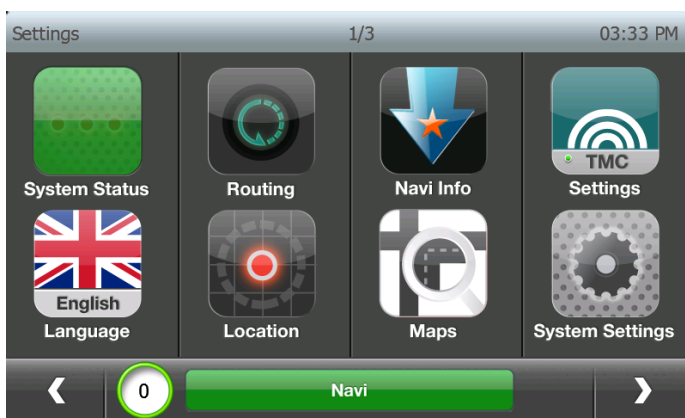 Settings 1/3 03:33 PM
System Status
Routing
Navi Info
TMC
Settings
English
Language
Location
Maps
System Settings
0
Navi